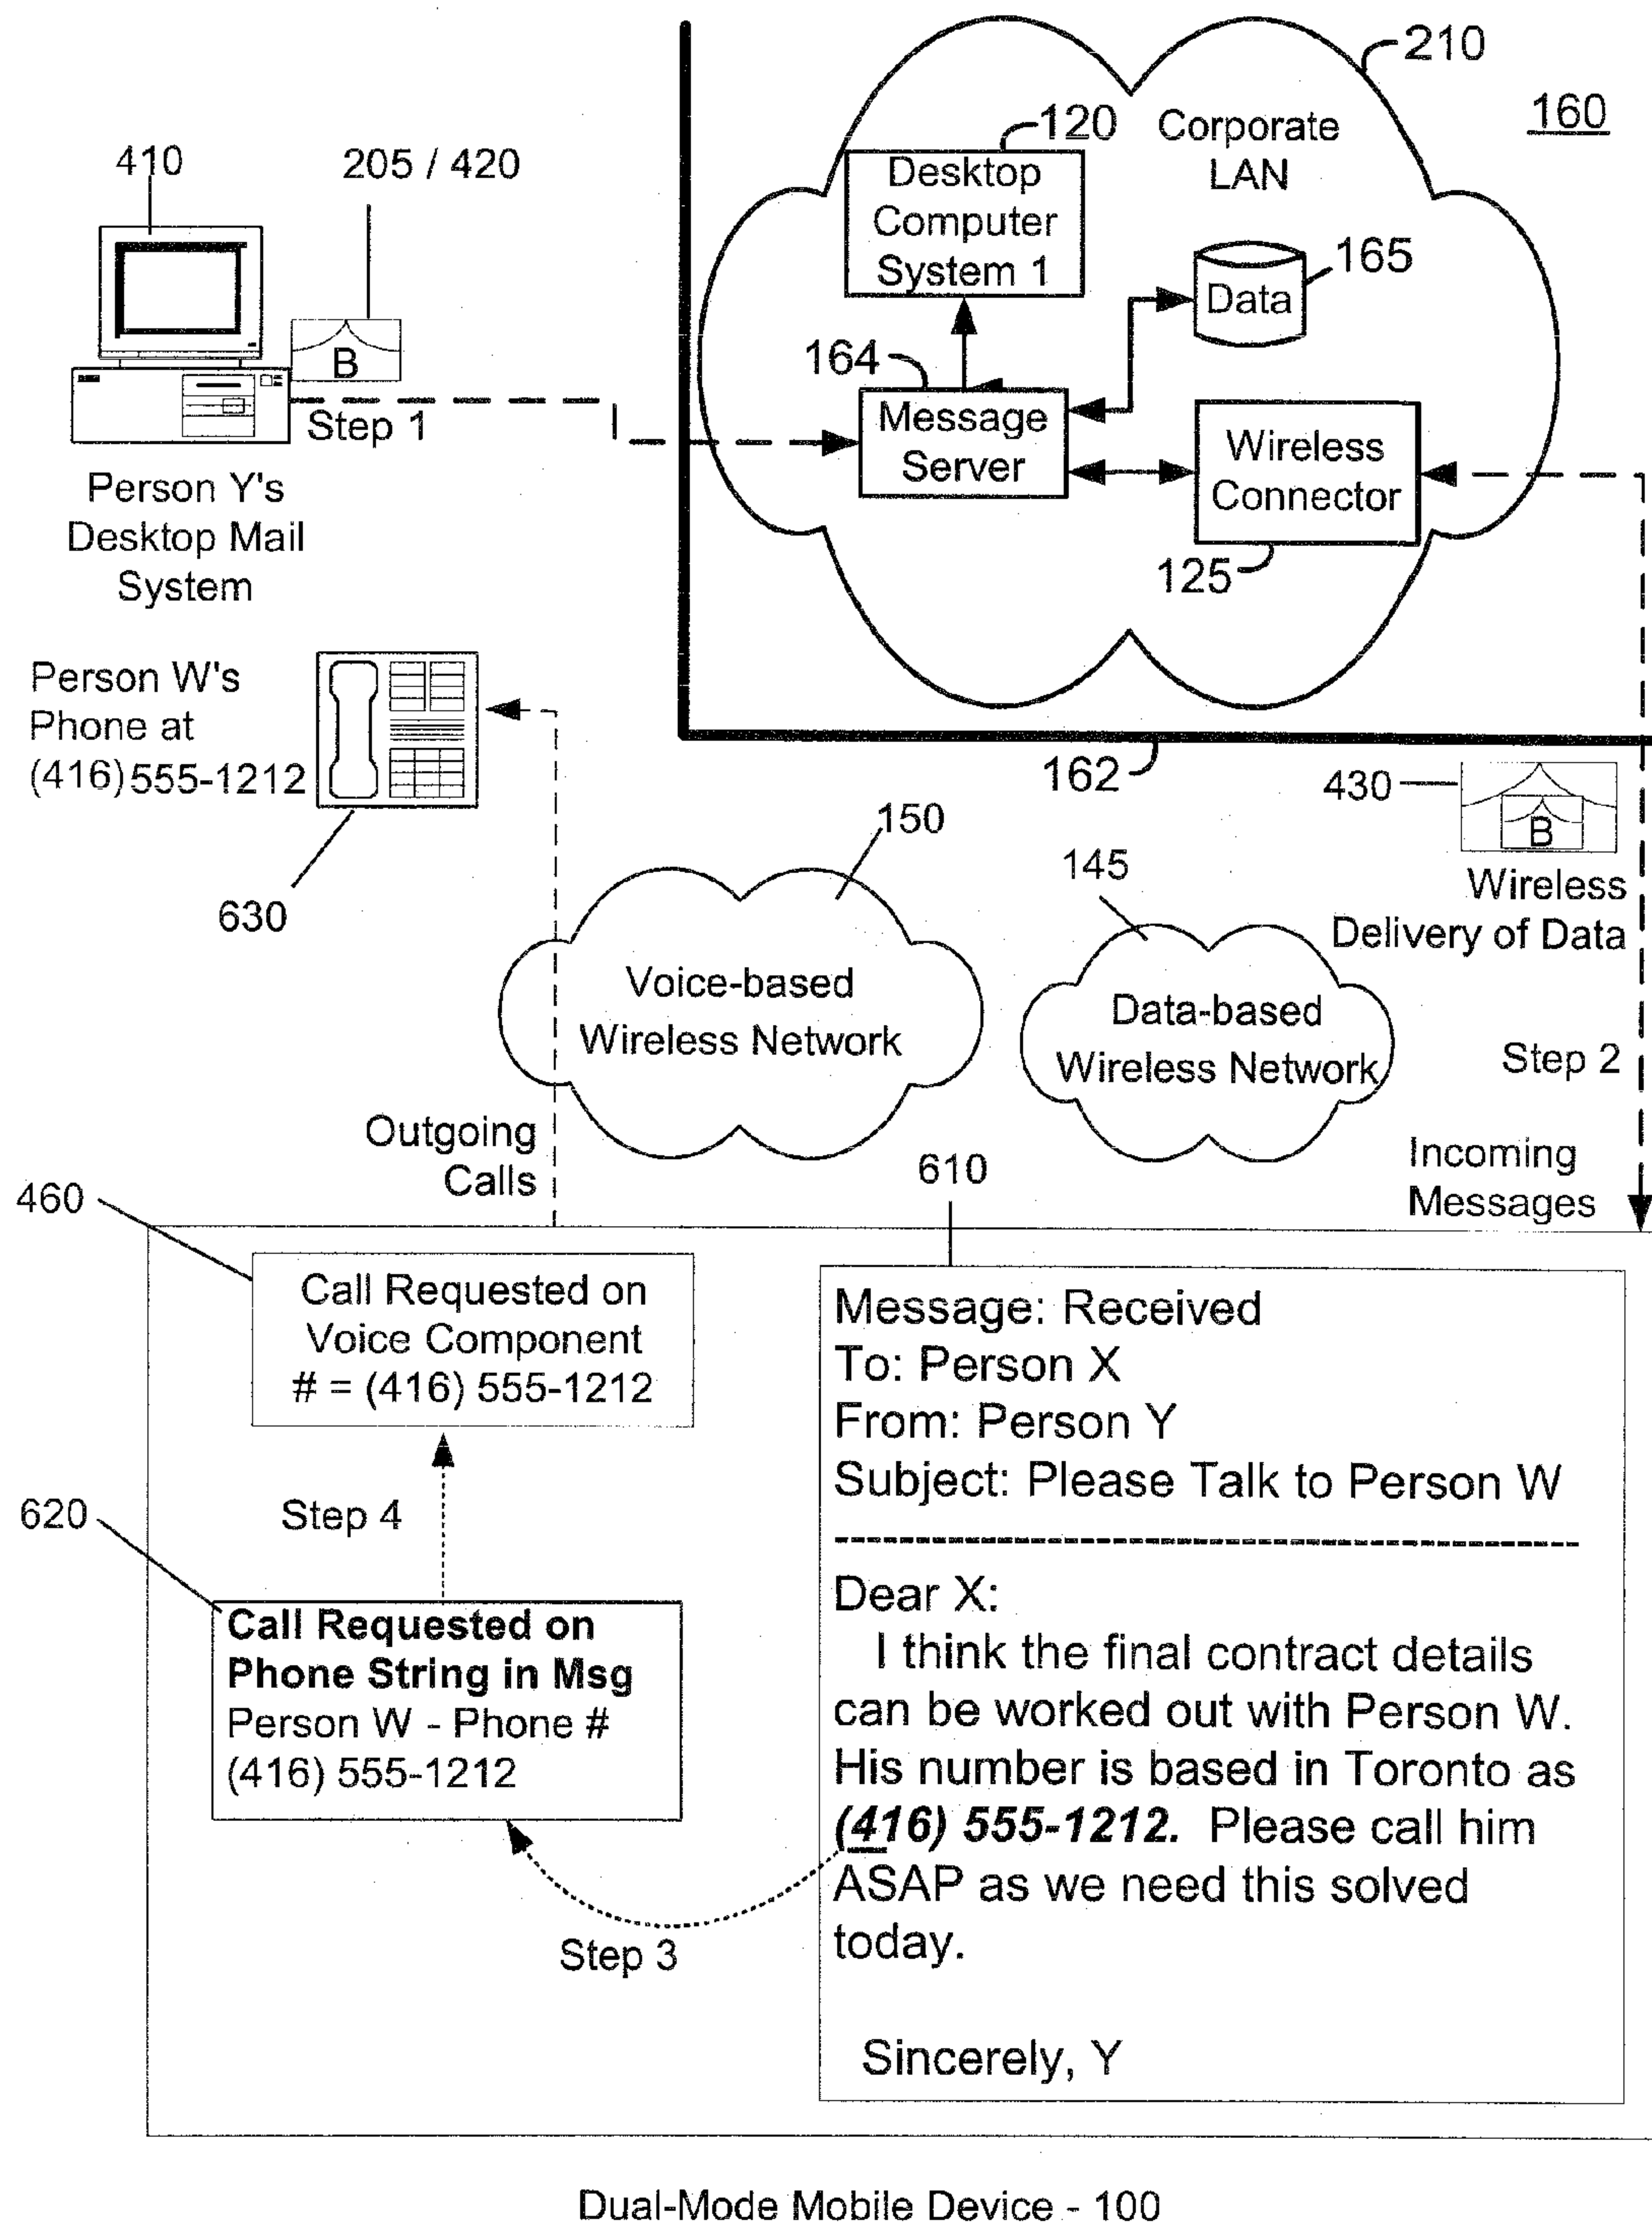 210
160
120
Corporate
LAN
410
205 / 420
Desktop
Computer
System 1
165
Data
B
164
Step 1
Message
Server
Wireless
Connector
Person Y's
Desktop Mail
System
125
Person W's
Phone at
(416) 555-1212
162
430
B
150
145
Wireless
Delivery of Data
630
Voice-based
Wireless Network
Data-based
Wireless Network
Step 2
Outgoing
Calls
610
Incoming
Messages
460
Call Requested on
Voice Component
# = (416) 555-1212
Message: Received
To: Person X
From: Person Y
Subject: Please Talk to Person W
Step 4
620
Call Requested on
Phone String in Msg
Person W - Phone #
(416) 555-1212
Dear X:
I think the final contract details
can be worked out with Person W.
His number is based in Toronto as
(416) 555-1212. Please call him
ASAP as we need this solved
today.
Step 3
Sincerely, Y
Dual-Mode Mobile Device - 100